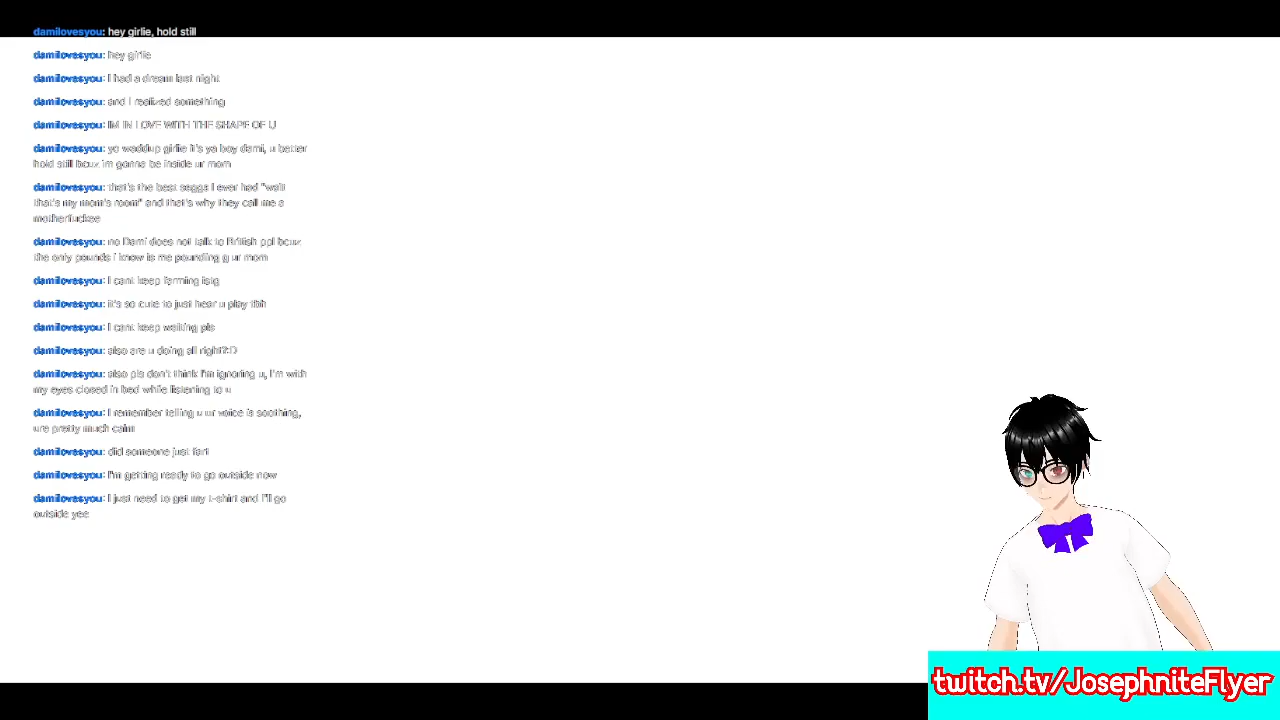 damilovesyou: hey girlie, hold still
damilovesyou: hey girlie
damilovesyou: I had a dream last night
damilovesyou: and I realized something
damilovesyou: IM IN LOVE WITH THE SHAPE OF U
damilovesyou: yo waddup girlie it's ya boy dami, u better
hold still bcuz im gonna be inside ur mom
damilovesyou: that's the best seggs I ever had "wait
that's my mom's room" and that's why they call me a
motherfuckee
damilovesyou: no Dami does not talk to British ppl bcuz
the only pounds i know is me pounding g ur mom
damilovesyou: I cant keep farming istg
damilovesyou: it's so cute to just hear u play tbh
damilovesyou: I cant keep waiting pls
damilovesyou: also are u doing all right?:D
damilovesyou: also pls don't think I'm ignoring u, I'm with
my eyes closed in bed while listening to u
damilovesyou: I remember telling u ur voice is soothing,
ure pretty much calm
damilovesyou: did someone just fart
damilovesyou: I'm getting ready to go outside now
damilovesyou: I just need to get my t-shirt and I'll go
outside yee
twitch.tv/JosephniteFlyer